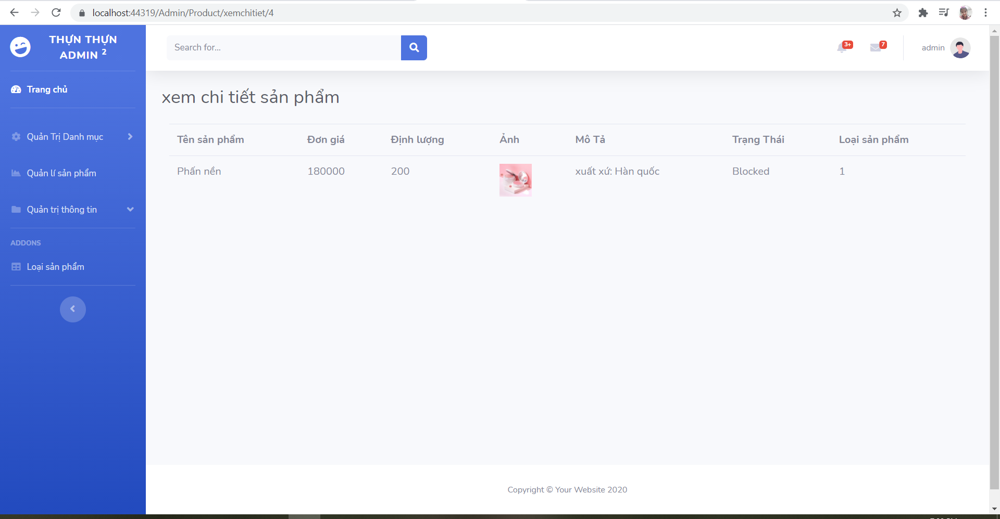 localhost:44319/Admin/Product/xemchitiet/4
THỰN THỰN
ADMIN 2
Search for...
3+
7
admin
Trang chủ
Quản Trị Danh mục
Quản lí sản phẩm
Quản trị thông tin
ADDONS
Loại sản phẩm
xem chi tiết sản phẩm
Tên sản phẩm Đơn giá Định lượng Ảnh Mô Tả Trạng Thái Loại sản phẩm
Phấn nền 180000 200 xuất xứ: Hàn quốc Blocked 1
Copyright © Your Website 2020